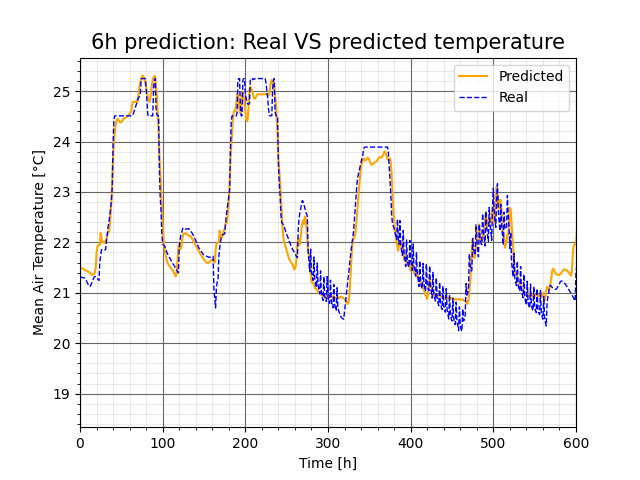 6h prediction: Real VS predicted temperature
Predicted
Real
Mean Air Temperature [°C]
25
24
23
22
21
20
19
0 100 200 300 400 500 600
Time [h]